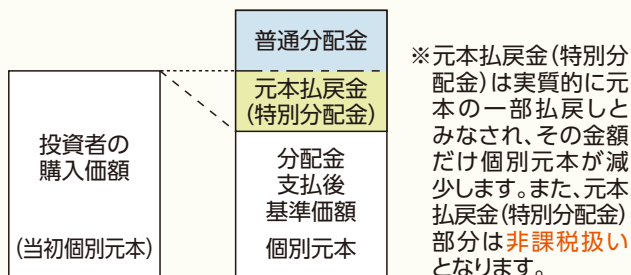 投資者の
購入価額
(当初個別元本)
普通分配金
元本払戻金
(特別分配金)
分配金
支払後
基準価額
個別元本
※元本払戻金(特別分
配金)は実質的に元
本の一部払戻しと
みなされ、その金額
だけ個別元本が減
少します。また、元本
払戻金(特別分配金)
部分は非課税扱い
となります。